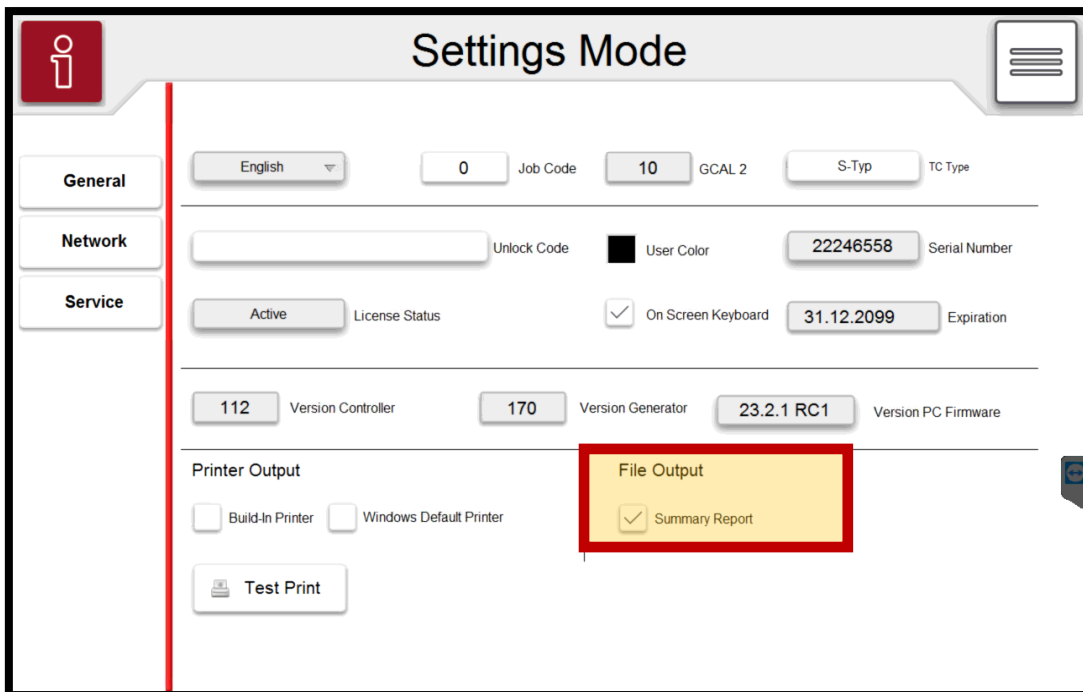 Settings Mode
General
Network
Service
English 0 Job Code 10 GCAL 2 S-Typ TC Type
Unlock Code User Color 22246558 Serial Number
Active License Status On Screen Keyboard 31.12.2099 Expiration
112 Version Controller 170 Version Generator 23.2.1 RC1 Version PC Firmware
Printer Output File Output
Build-In Printer Windows Default Printer Summary Report
Test Print